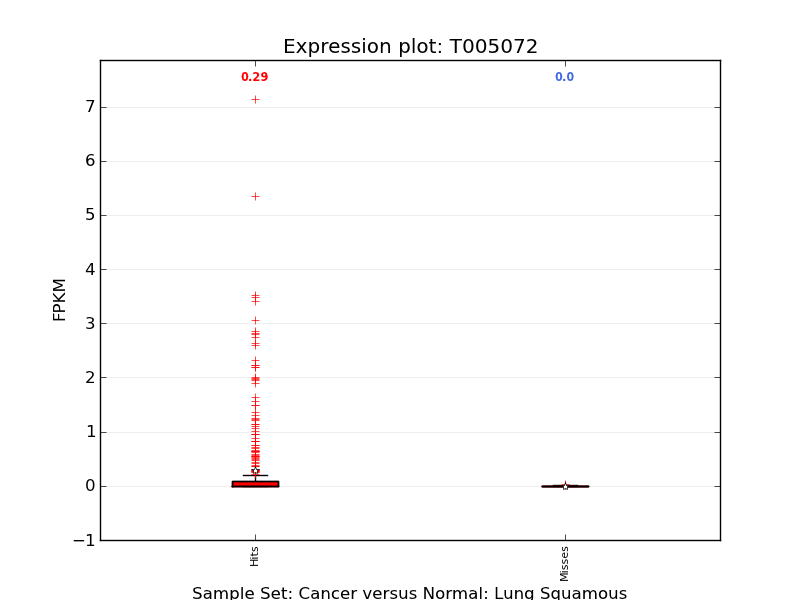 Expression plot: T005072
0.29
0.0
7
6
5
4
3
2
1
0
−1
FPKM
Hits
Misses
Sample Set: Cancer versus Normal: Lung Squamous